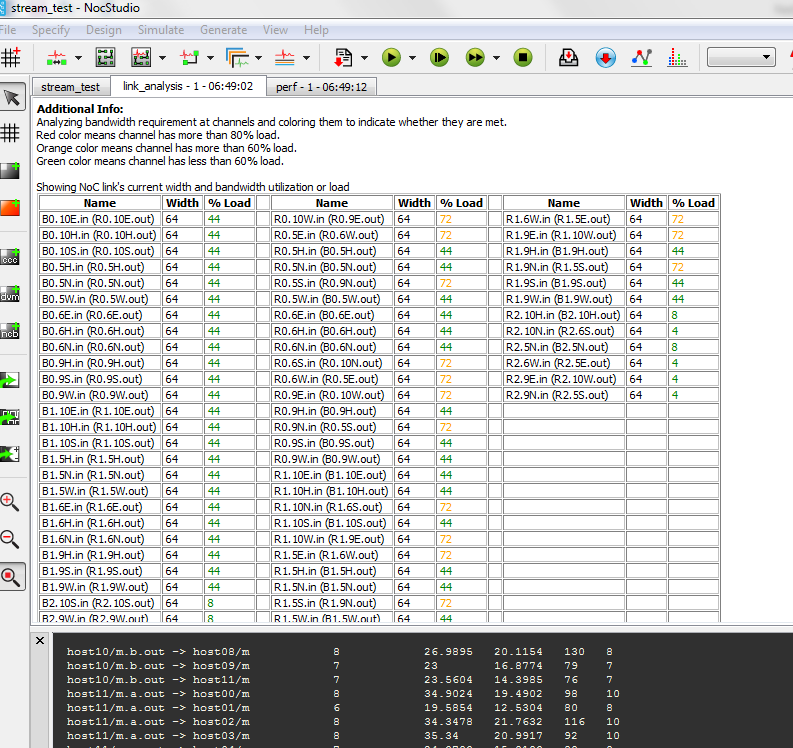 stream_test - NocStudio
File Specify Design Simulate Generate View Help
ccc
dvm
ncb
stream_test link_analysis - 1 - 06:49:02 perf - 1 - 06:49:12
Additional Info:
Analyzing bandwidth requirement at channels and coloring them to indicate whether they are met.
Red color means channel has more than 80% load.
Orange color means channel has more than 60% load.
Green color means channel has less than 60% load.
Showing NoC link's current width and bandwidth utilization or load
Name Width % Load Name Width % Load Name Width % Load
B0.10E.in (R0.10E.out) 64 44 R0.10W.in (R0.9E.out) 64 72 R1.6W.in (R1.5E.out) 64 72
B0.10H.in (R0.10H.out) 64 44 R0.5E.in (R0.6W.out) 64 72 R1.9E.in (R1.10W.out) 64 72
B0.10S.in (R0.10S.out) 64 44 R0.5H.in (B0.5H.out) 64 44 R1.9H.in (B1.9H.out) 64 44
B0.5H.in (R0.5H.out) 64 44 R0.5N.in (B0.5N.out) 64 44 R1.9N.in (R1.5S.out) 64 72
B0.5N.in (R0.5N.out) 64 44 R0.5S.in (R0.9N.out) 64 72 R1.9S.in (B1.9S.out) 64 44
B0.5W.in (R0.5W.out) 64 44 R0.5W.in (B0.5W.out) 64 44 R1.9W.in (B1.9W.out) 64 44
B0.6E.in (R0.6E.out) 64 44 R0.6E.in (B0.6E.out) 64 44 R2.10H.in (B2.10H.out) 64 8
B0.6H.in (R0.6H.out) 64 44 R0.6H.in (B0.6H.out) 64 44 R2.10N.in (R2.6S.out) 64 4
B0.6N.in (R0.6N.out) 64 44 R0.6N.in (B0.6N.out) 64 44 R2.5N.in (B2.5N.out) 64 8
B0.9H.in (R0.9H.out) 64 44 R0.6S.in (R0.10N.out) 64 72 R2.6W.in (R2.5E.out) 64 4
B0.9S.in (R0.9S.out) 64 44 R0.6W.in (R0.5E.out) 64 72 R2.9E.in (R2.10W.out) 64 4
B0.9W.in (R0.9W.out) 64 44 R0.9E.in (R0.10W.out) 64 72 R2.9N.in (R2.5S.out) 64 4
B1.10E.in (R1.10E.out) 64 44 R0.9H.in (B0.9H.out) 64 44
B1.10H.in (R1.10H.out) 64 44 R0.9N.in (R0.5S.out) 64 72
B1.10S.in (R1.10S.out) 64 44 R0.9S.in (B0.9S.out) 64 44
B1.5H.in (R1.5H.out) 64 44 R0.9W.in (B0.9W.out) 64 44
B1.5N.in (R1.5N.out) 64 44 R1.10E.in (B1.10E.out) 64 44
B1.5W.in (R1.5W.out) 64 44 R1.10H.in (B1.10H.out) 64 44
B1.6E.in (R1.6E.out) 64 44 R1.10N.in (R1.6S.out) 64 72
B1.6H.in (R1.6H.out) 64 44 R1.10S.in (B1.10S.out) 64 44
B1.6N.in (R1.6N.out) 64 44 R1.10W.in (R1.9E.out) 64 72
B1.9H.in (R1.9H.out) 64 44 R1.5E.in (R1.6W.out) 64 72
B1.9S.in (R1.9S.out) 64 44 R1.5H.in (B1.5H.out) 64 44
B1.9W.in (R1.9W.out) 64 44 R1.5N.in (B1.5N.out) 64 44
B2.10S.in (R2.10S.out) 64 8 R1.5S.in (R1.9N.out) 64 72
B2.9W.in (R2.9W.out) 64 8 R1.5W.in (B1.5W.out) 64 44
host10/m.b.out -> host08/m 8 26.9895 20.1154 130 8
host10/m.b.out -> host09/m 7 23 16.8774 79 7
host10/m.b.out -> host11/m 7 23.5604 14.3985 76 7
host11/m.a.out -> host00/m 8 34.9024 19.4902 98 10
host11/m.a.out -> host01/m 6 19.5854 12.5304 80 8
host11/m.a.out -> host02/m 8 34.3478 21.7632 116 10
host11/m.a.out -> host03/m 8 35.34 20.9917 92 10